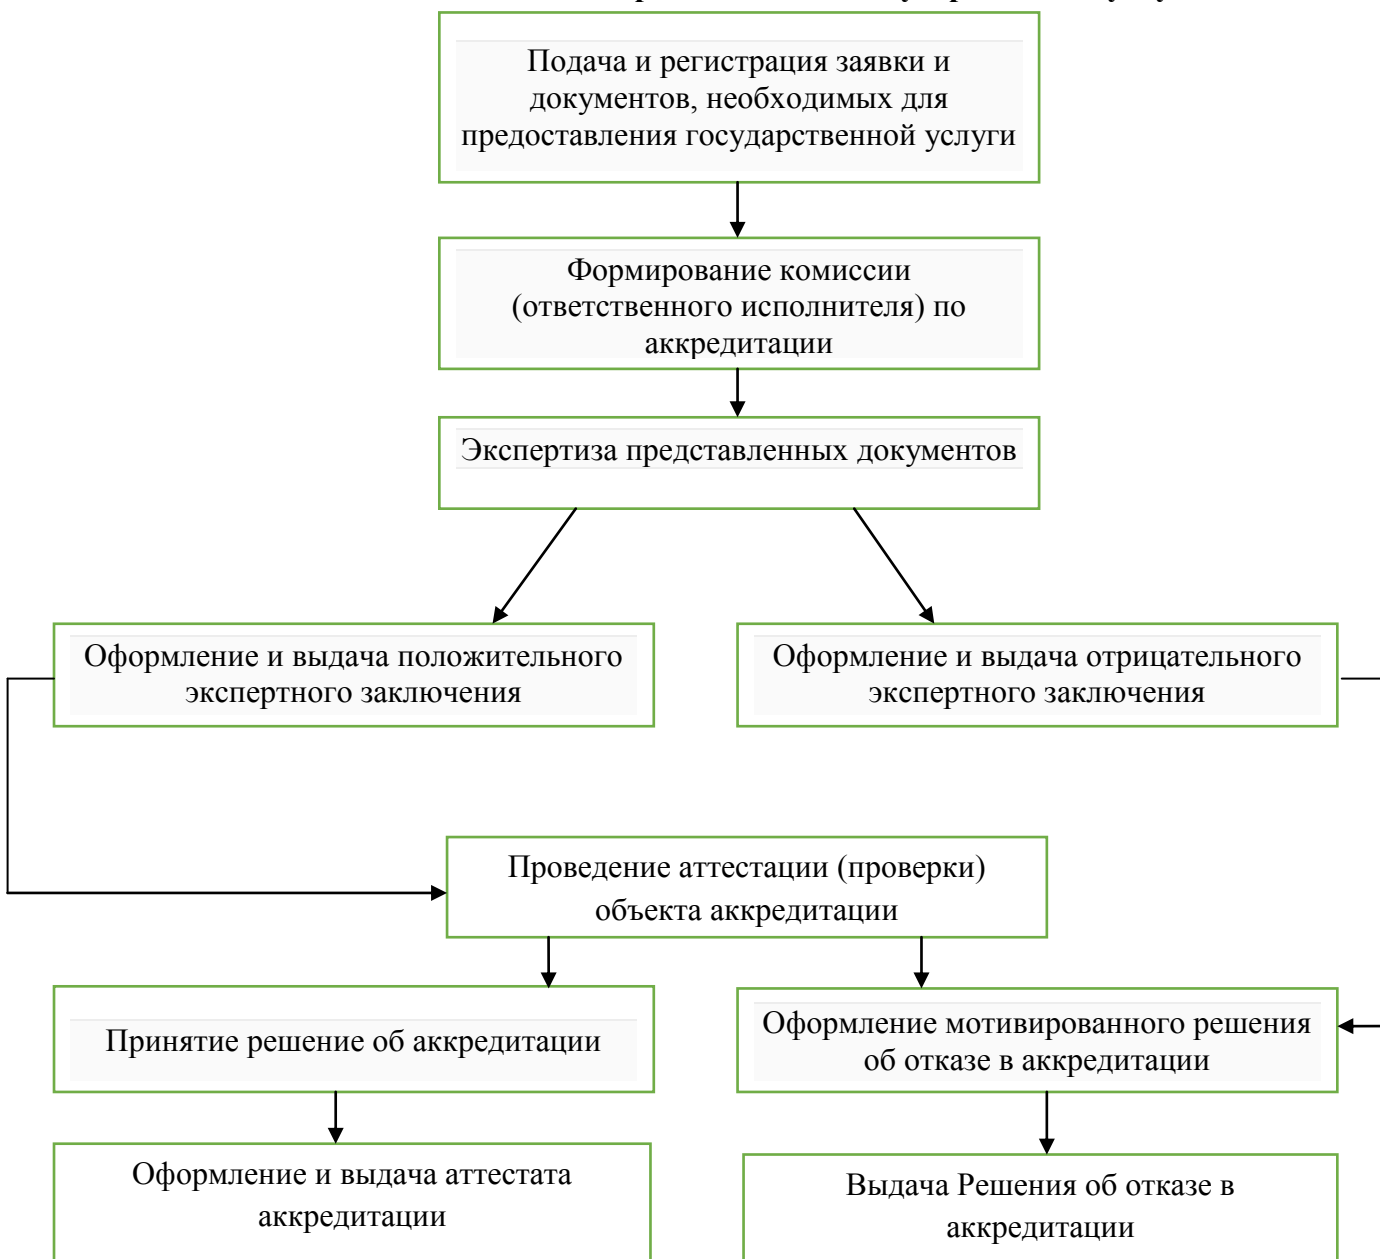 Подача и регистрация заявки и
документов, необходимых для
предоставления государственной услуги
Формирование комиссии
(ответственного исполнителя) по
аккредитации
Экспертиза представленных документов
Оформление и выдача положительного
экспертного заключения
Оформление и выдача отрицательного
экспертного заключения
Проведение аттестации (проверки)
объекта аккредитации
Принятие решение об аккредитации
Оформление мотивированного решения
об отказе в аккредитации
Оформление и выдача аттестата
аккредитации
Выдача Решения об отказе в
аккредитации